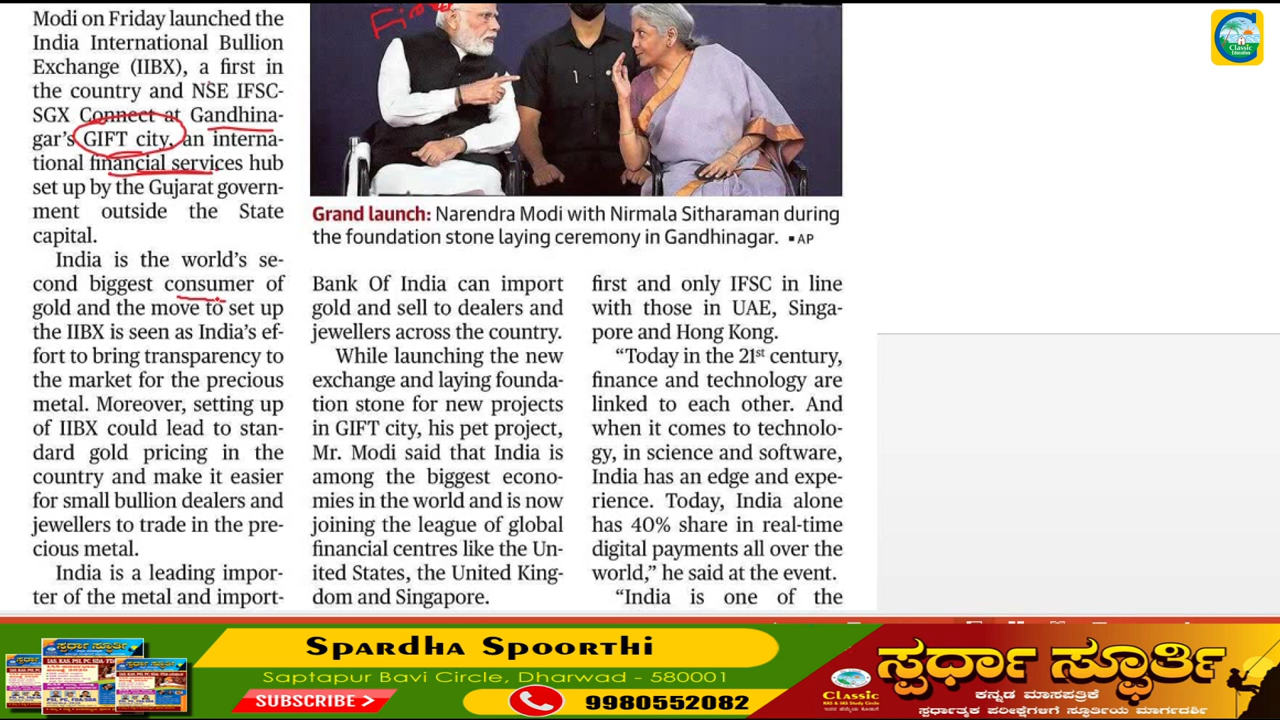 Modi on Friday launched the
India International Bullion
Exchange (IIBX), a first in
the country and NSE IFSC-
SGX Connect at Gandhina-
gar's GIFT city, an interna-
tional financial services hub
set up by the Gujarat govern-
ment outside the State
capital.
India is the world's se-
cond biggest consumer of
gold and the move to set up
the IIBX is seen as India's ef-
fort to bring transparency to
the market for the precious
metal. Moreover, setting up
of IIBX could lead to stan-
dard gold pricing in the
country and make it easier
for small bullion dealers and
jewellers to trade in the pre-
cious metal.
India is a leading impor-
ter of the metal and import-
Grand launch: Narendra Modi with Nirmala Sitharaman during
the foundation stone laying ceremony in Gandhinagar. ▪ AP
Bank Of India can import
gold and sell to dealers and
jewellers across the country.
While launching the new
exchange and laying founda-
tion stone for new projects
in GIFT city, his pet project,
Mr. Modi said that India is
among the biggest econo-
mies in the world and is now
joining the league of global
financial centres like the Un-
ited States, the United King-
dom and Singapore.
first and only IFSC in line
with those in UAE, Singa-
pore and Hong Kong.
"Today in the 21st century,
finance and technology are
linked to each other. And
when it comes to technolo-
gy, in science and software,
India has an edge and expe-
rience. Today, India alone
has 40% share in real-time
digital payments all over the
world," he said at the event.
"India is one of the
Classic
Education
Spardha Spoorthi
Saptapur Bavi Circle, Dharwad - 580001
SUBSCRIBE
9980552082
Classic
KAS & IAS Study Circle
ಸ್ಪರ್ಧಾ ಸ್ಫೂರ್ತಿ
ಕನ್ನಡ ಮಾಸಪತ್ರಿಕೆ
ಸ್ಪರ್ಧಾತ್ಮಕ ಪರೀಕ್ಷೆಗಳಿಗೆ ಸ್ಫೂರ್ತಿಯ ಮಾರ್ಗದರ್ಶಿ